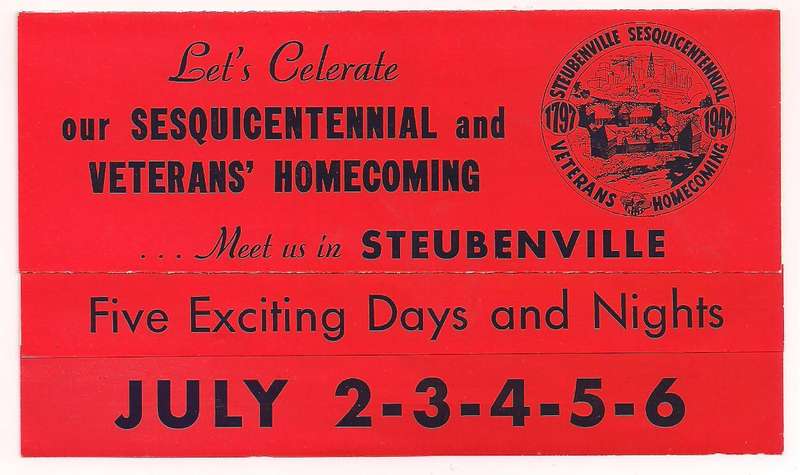 Let's Celerate
our SESQUICENTENNIAL and
VETERANS' HOMECOMING
STEUBENVILLE SESQUICENTENNIAL
1797 1947
VETERANS HOMECOMING
... Meet us in STEUBENVILLE
Five Exciting Days and Nights
JULY 2-3-4-5-6